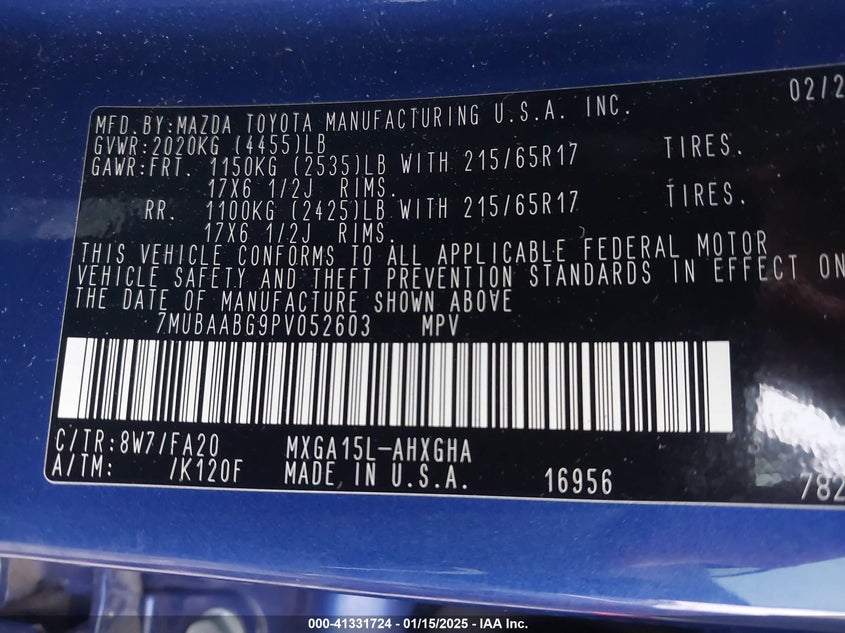 02/2
MFD.BY:MAZDA TOYOTA MANUFACTURING U.S.A. INC.
GVWR:2020KG (4455)LB
GAWR:FRT. 1150KG (2535)LB WITH 215/65R17 TIRES.
17X6 1/2J RIMS.
RR. 1100KG (2425)LB WITH 215/65R17 TIRES.
17X6 1/2J RIMS.
THIS VEHICLE CONFORMS TO ALL APPLICABLE FEDERAL MOTOR
VEHICLE SAFETY AND THEFT PREVENTION STANDARDS IN EFFECT ON
THE DATE OF MANUFACTURE SHOWN ABOVE
7MUBAABG9PV052603 MPV
C/TR:8W7/FA20 MXGA15L-AHXGHA
A/TM: /K120F MADE IN U.S.A. 16956 782
000-41331724 — 01/15/2025 - IAA Inc.